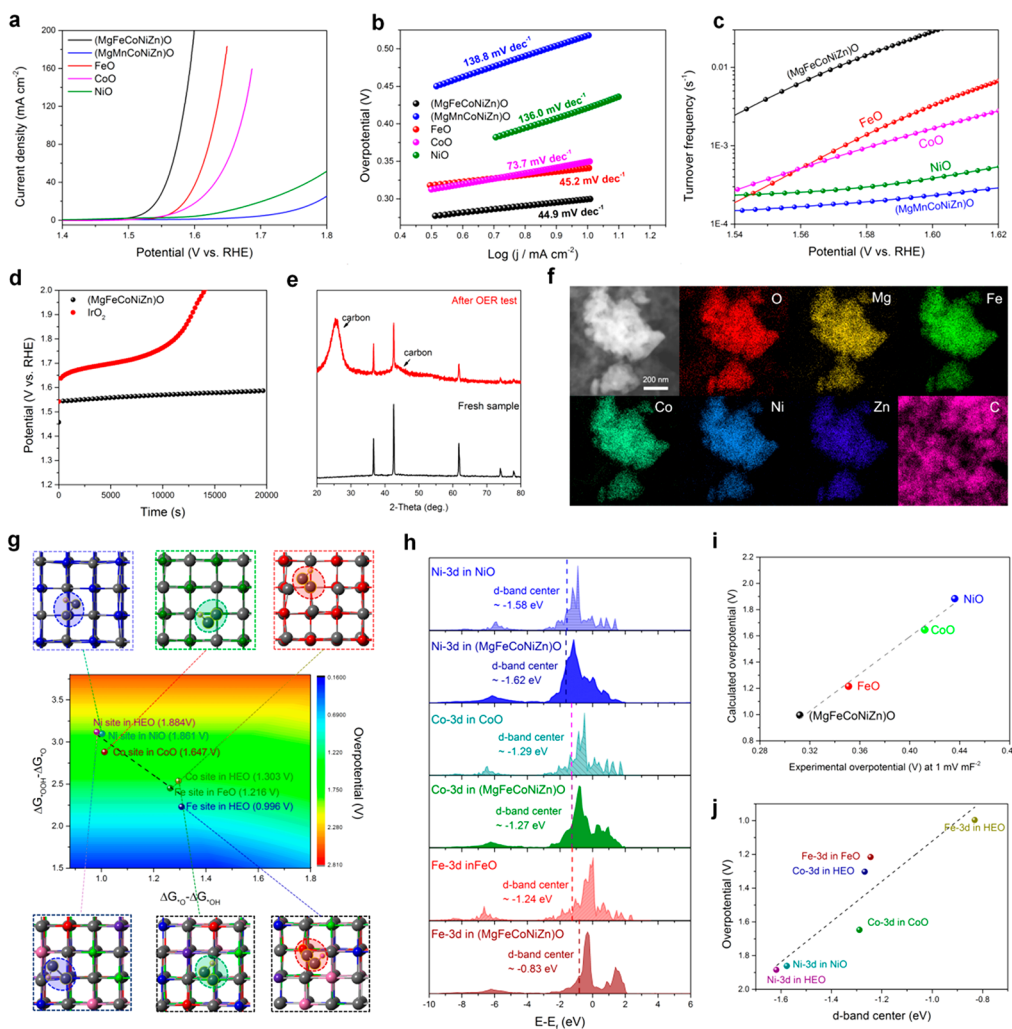 a
Current density (mA cm-2)
200
160
120
80
40
0
(MgFeCoNiZn)O
(MgMnCoNiZn)O
FeO
CoO
NiO
1.4
1.5
1.6
1.7
1.8
Potential (V vs. RHE)
b
Overpotential (V)
0.50
0.45
0.40
0.35
0.30
138.8 mV dec-1
(MgFeCoNiZn)O
(MgMnCoNiZn)O
FeO
CoO
NiO
136.0 mV dec-1
73.7 mV dec-1
45.2 mV dec-1
44.9 mV dec-1
0.25
0.50
0.75
1.00
1.25
Log (j / mA cm-2)
c
Turnover frequency (s-1)
0.01
1E-3
1E-4
(MgFeCoNiZn)O
FeO
CoO
NiO
(MgMnCoNiZn)O
1.54
1.56
1.58
1.60
1.62
Potential (V vs. RHE)
d
Potential (V vs. RHE)
2.0
1.9
1.8
1.7
1.6
1.5
1.4
1.3
1.2
(MgFeCoNiZn)O
IrO2
0
5000
10000
15000
20000
Time (s)
e
After OER test
carbon
carbon
Fresh sample
20
30
40
50
60
70
80
2-Theta (deg.)
f
200 nm
O
Mg
Fe
Co
Ni
Zn
C
g
ΔG*OOH-ΔG*O
3.5
3.0
2.5
2.0
1.5
Ni site in HEO (1.884V)
Ni site in NiO (1.861 V)
Co site in CoO (1.647 V)
Co site in HEO (1.303 V)
Fe site in FeO (1.216 V)
Fe site in HEO (0.996 V)
1.0
1.2
1.4
1.6
1.8
ΔG*O-ΔG*OH
0.1600
0.6900
1.220
1.750
2.280
2.810
Overpotential (V)
h
Ni-3d in NiO
d-band center
~ -1.58 eV
Ni-3d in (MgFeCoNiZn)O
d-band center
~ -1.62 eV
Co-3d in CoO
d-band center
~ -1.29 eV
Co-3d in (MgFeCoNiZn)O
d-band center
~ -1.27 eV
Fe-3d inFeO
d-band center
~ -1.24 eV
Fe-3d in (MgFeCoNiZn)O
d-band center
~ -0.83 eV
-10
-8
-6
-4
-2
0
2
4
6
E-Ef (eV)
i
Calculated overpotential (V)
2.2
2.0
1.8
1.6
1.4
1.2
1.0
0.8
NiO
CoO
FeO
(MgFeCoNiZn)O
0.28
0.32
0.36
0.40
0.44
0.48
Experimental overpotential (V) at 1 mV mF-2
j
Overpotential (V)
1.0
1.2
1.4
1.6
1.8
2.0
Fe-3d in HEO
Fe-3d in FeO
Co-3d in HEO
Co-3d in CoO
Ni-3d in NiO
Ni-3d in HEO
-1.6
-1.4
-1.2
-1.0
-0.8
d-band center (eV)